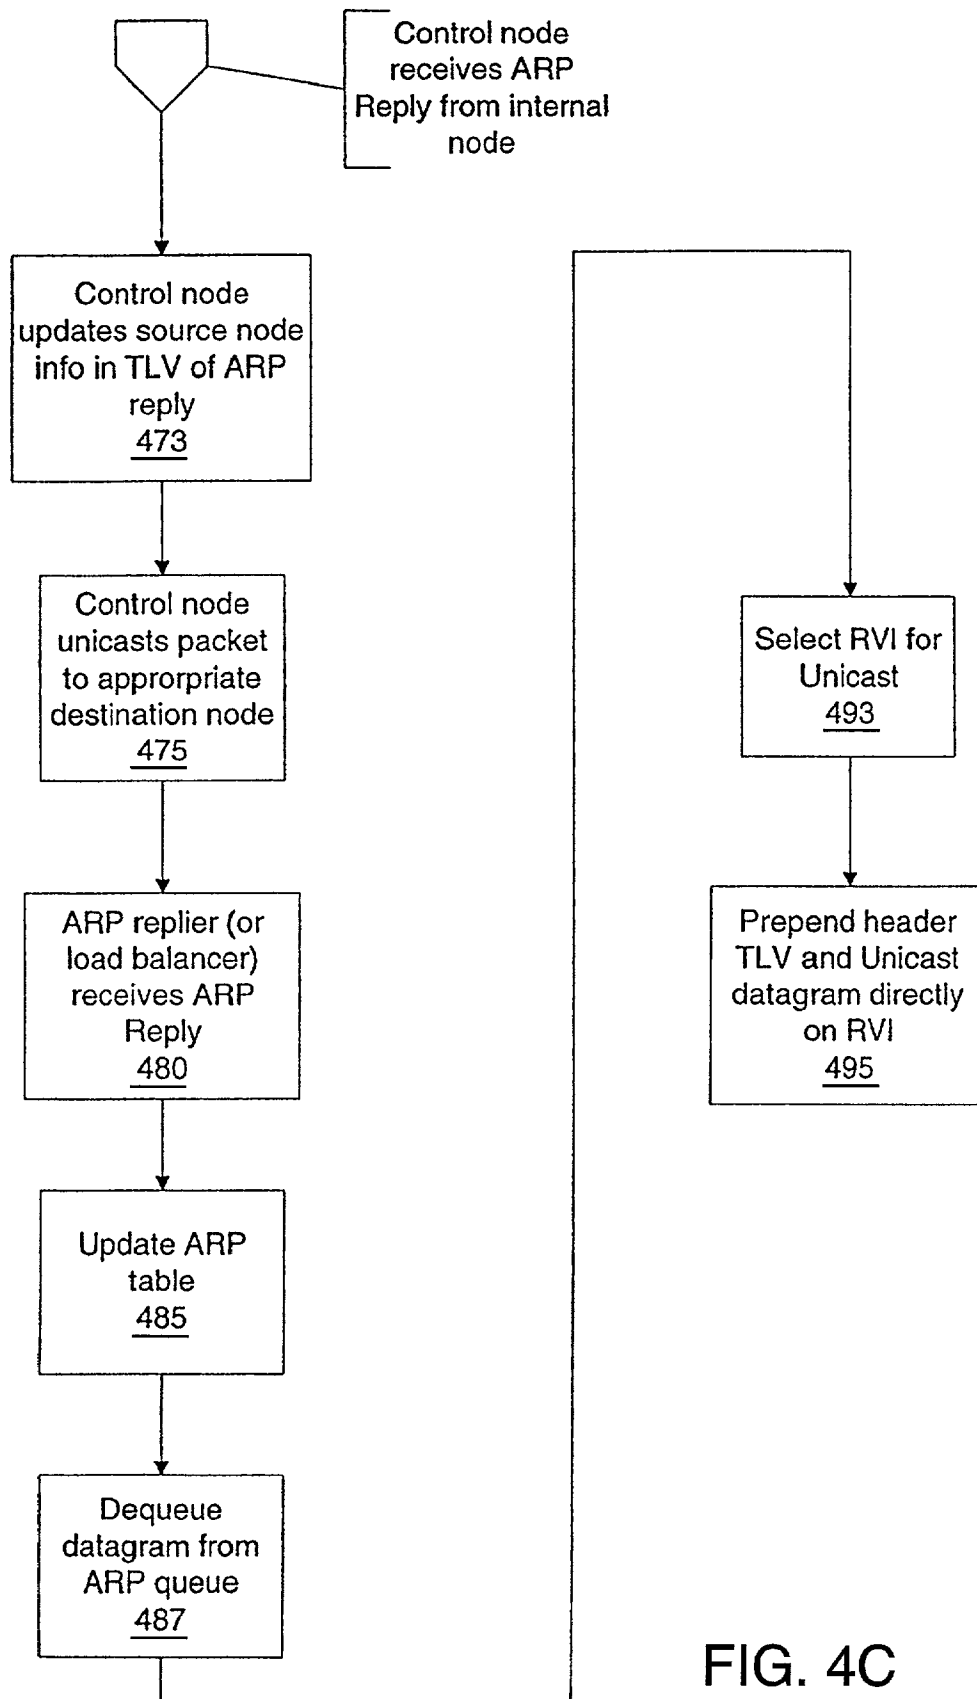 Control node
receives ARP
Reply from internal
node
Control node
updates source node
info in TLV of ARP
reply
473
Control node
unicasts packet
to approrpriate
destination node
475
ARP replier (or
load balancer)
receives ARP
Reply
480
Update ARP
table
485
Dequeue
datagram from
ARP queue
487
Select RVI for
Unicast
493
Prepend header
TLV and Unicast
datagram directly
on RVI
495
FIG. 4C